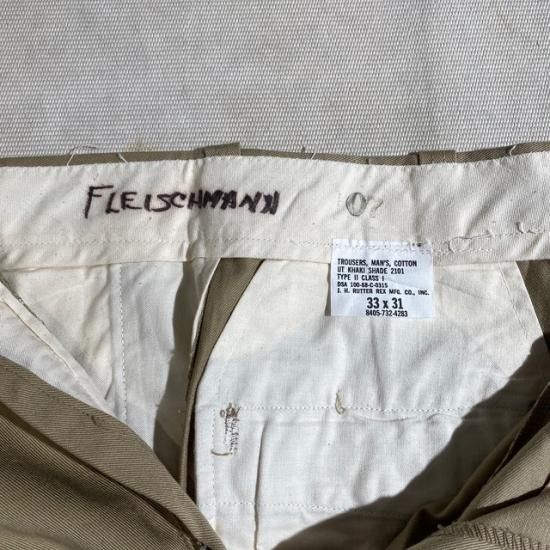 FLEISCHMANN
TROUSERS, MAN'S, COTTON
UT KHAKI SHADE 2101
TYPE II CLASS I
DSA 100-68-C-0315
J. H. RUTTER REX MFG. CO., INC.
33 x 31
8405-732-4283